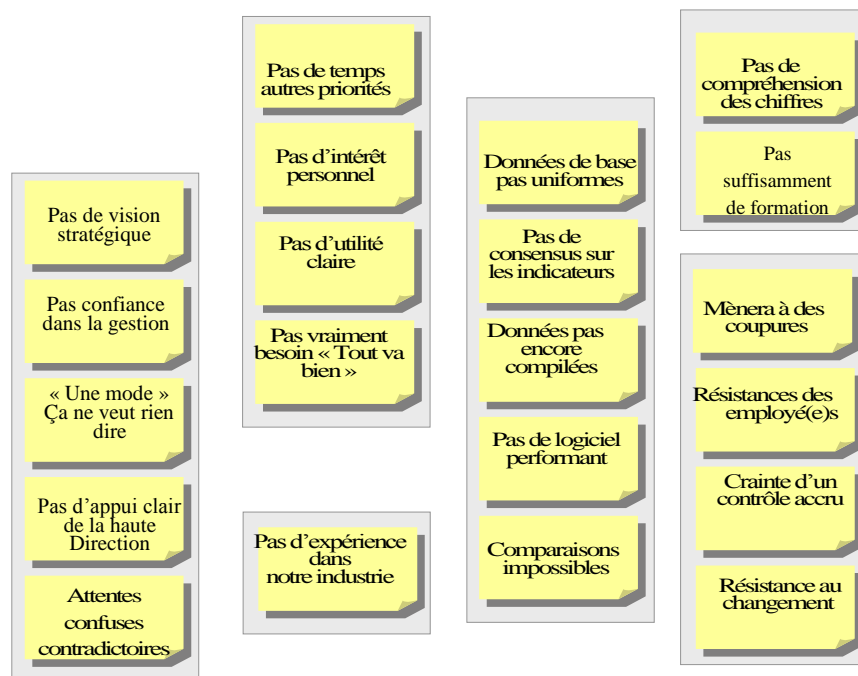 Pas de vision
stratégique
Pas confiance
dans la gestion
« Une mode »
Ça ne veut rien
dire
Pas d'appui clair
de la haute
Direction
Attentes
confuses
contradictoires
Pas de temps
autres priorités
Pas d'intérêt
personnel
Pas d'utilité
claire
Pas vraiment
besoin « Tout va
bien »
Pas d'expérience
dans
notre industrie
Données de base
pas uniformes
Pas de
consensus sur
les indicateurs
Données pas
encore
compilées
Pas de logiciel
performant
Comparaisons
impossibles
Pas de
compréhension
des chiffres
Pas
suffisamment
de formation
Mènera à des
coupures
Résistances des
employé(e)s
Crainte d'un
contrôle accru
Résistance au
changement